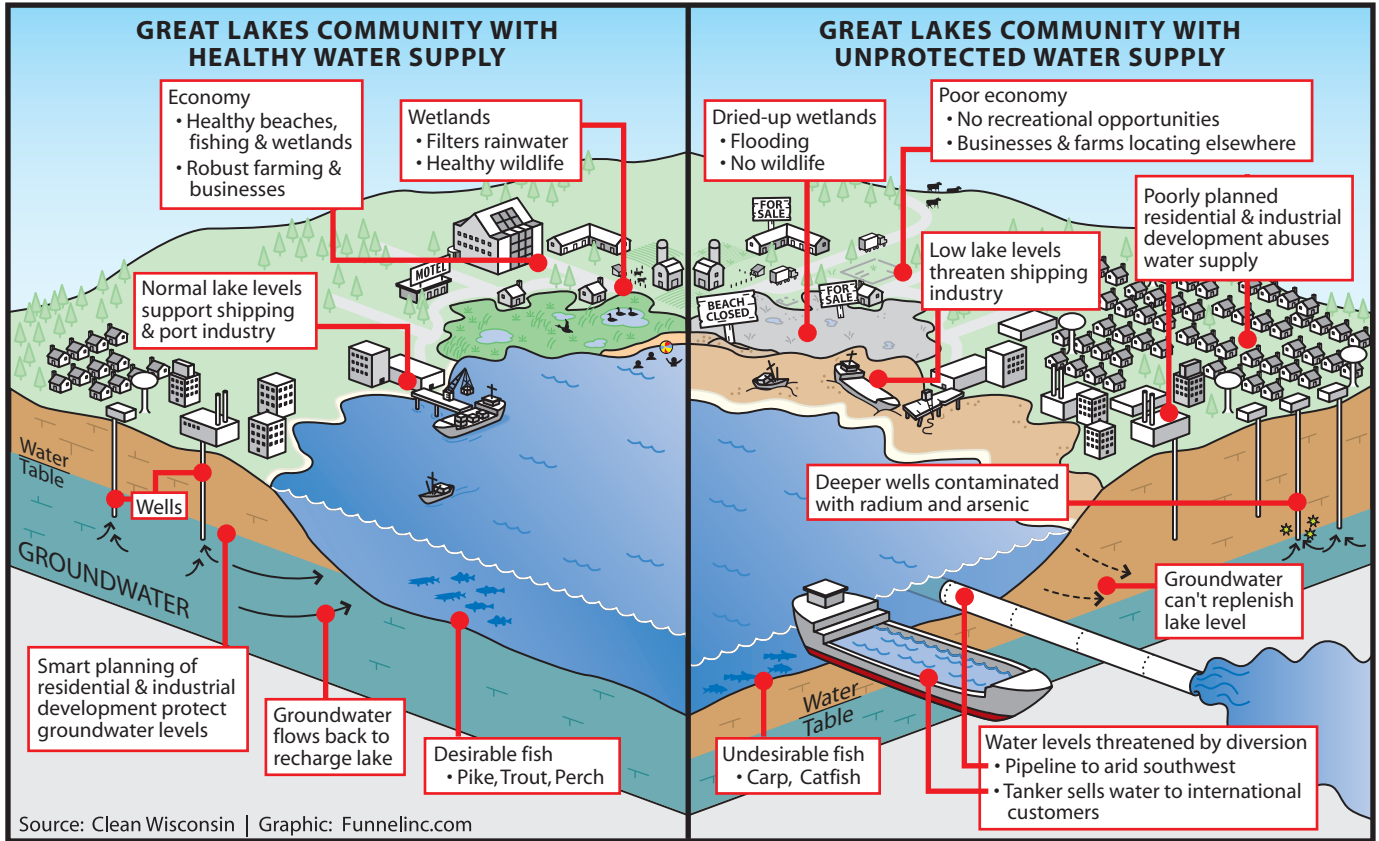 GREAT LAKES COMMUNITY WITH
HEALTHY WATER SUPPLY
Economy
• Healthy beaches,
fishing & wetlands
• Robust farming &
businesses
Wetlands
• Filters rainwater
• Healthy wildlife
MOTEL
Normal lake levels
support shipping
& port industry
Water
Table
Wells
GROUNDWATER
Smart planning of
residential & industrial
development protect
groundwater levels
Groundwater
flows back to
recharge lake
Desirable fish
• Pike, Trout, Perch
Source: Clean Wisconsin | Graphic: Funnelinc.com
GREAT LAKES COMMUNITY WITH
UNPROTECTED WATER SUPPLY
Dried-up wetlands
• Flooding
• No wildlife
Poor economy
• No recreational opportunities
• Businesses & farms locating elsewhere
FOR
SALE
Poorly planned
residential & industrial
development abuses
water supply
Low lake levels
threaten shipping
industry
BEACH
CLOSED
FOR
SALE
Deeper wells contaminated
with radium and arsenic
Groundwater
can't replenish
lake level
Water
Table
Undesirable fish
• Carp, Catfish
Water levels threatened by diversion
• Pipeline to arid southwest
• Tanker sells water to international
customers